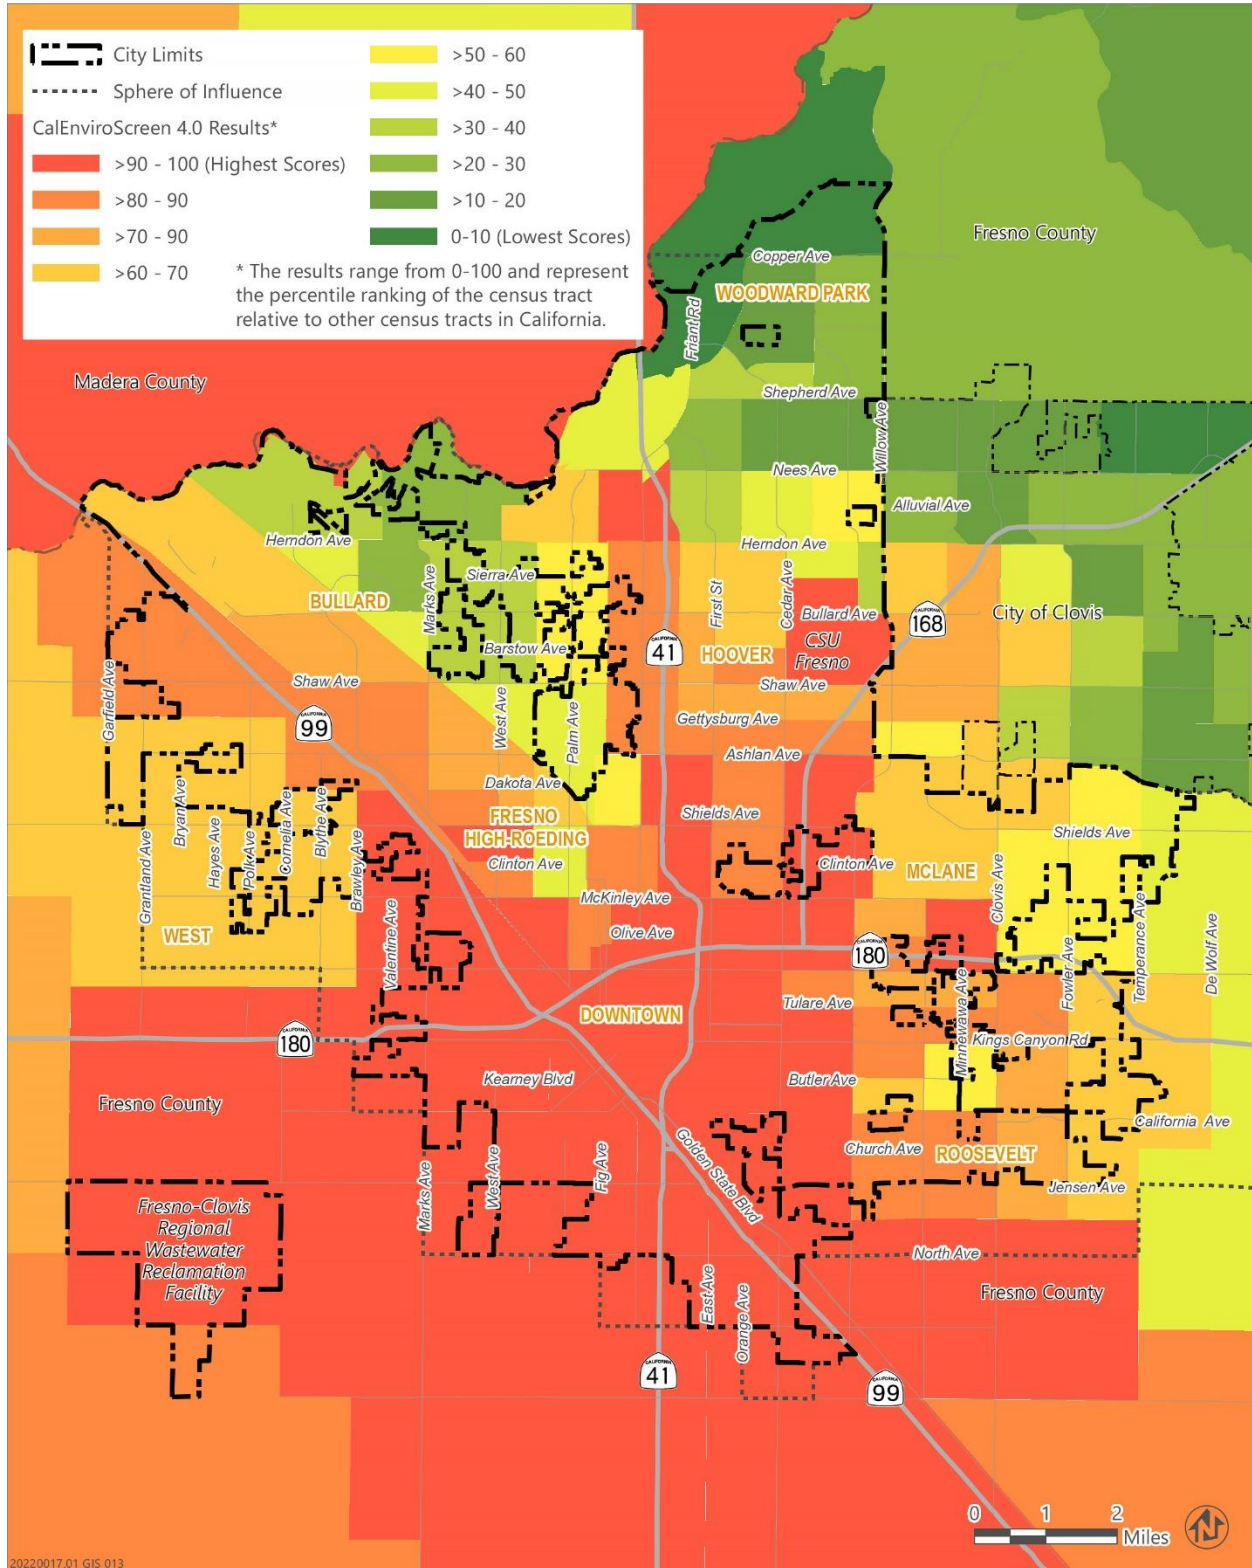 City Limits
Sphere of Influence
CalEnviroScreen 4.0 Results*
>90 - 100 (Highest Scores)
>80 - 90
>70 - 90
>60 - 70
>50 - 60
>40 - 50
>30 - 40
>20 - 30
>10 - 20
0-10 (Lowest Scores)
* The results range from 0-100 and represent
the percentile ranking of the census tract
relative to other census tracts in California.
Fresno County
Copper Ave
WOODWARD PARK
Friant Rd
Madera County
Shepherd Ave
Willow Ave
Nees Ave
Alluvial Ave
Herndon Ave
Herndon Ave
Sierra Ave
Marks Ave
BULLARD
First St
Cedar Ave
Bullard Ave
CALIFORNIA
168
City of Clovis
Barstow Ave
CALIFORNIA
41
HOOVER
CSU
Fresno
Shaw Ave
Shaw Ave
Garfield Ave
CALIFORNIA
99
West Ave
Palm Ave
Gettysburg Ave
Ashlan Ave
Dakota Ave
FRESNO
HIGH-ROEDING
Shields Ave
Shields Ave
Grantland Ave
Bryan Ave
Hayes Ave
Polk Ave
Cornelia Ave
Blythe Ave
Brawley Ave
Clinton Ave
Clinton Ave
MCLANE
Clovis Ave
McKinley Ave
WEST
Valentine Ave
Olive Ave
CALIFORNIA
180
Fowler Ave
Temperance Ave
De Wolf Ave
DOWNTOWN
Tulare Ave
Minnewawa Ave
Kings Canyon Rd
CALIFORNIA
180
Kearney Blvd
Butler Ave
Fresno County
California Ave
Golden State Blvd
Church Ave
ROOSEVELT
Marks Ave
West Ave
Fig Ave
Jensen Ave
Fresno-Clovis
Regional
Wastewater
Reclamation
Facility
North Ave
East Ave
Orange Ave
Fresno County
CALIFORNIA
41
CALIFORNIA
99
0 1 2
Miles
N
20220017.01 GIS 013